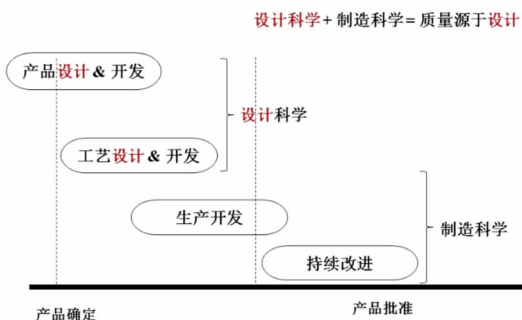 设计科学+ 制造科学= 质量源于设计
产品设计 & 开发
设计科学
工艺设计 & 开发
生产开发
制造科学
持续改进
产品确定
产品批准